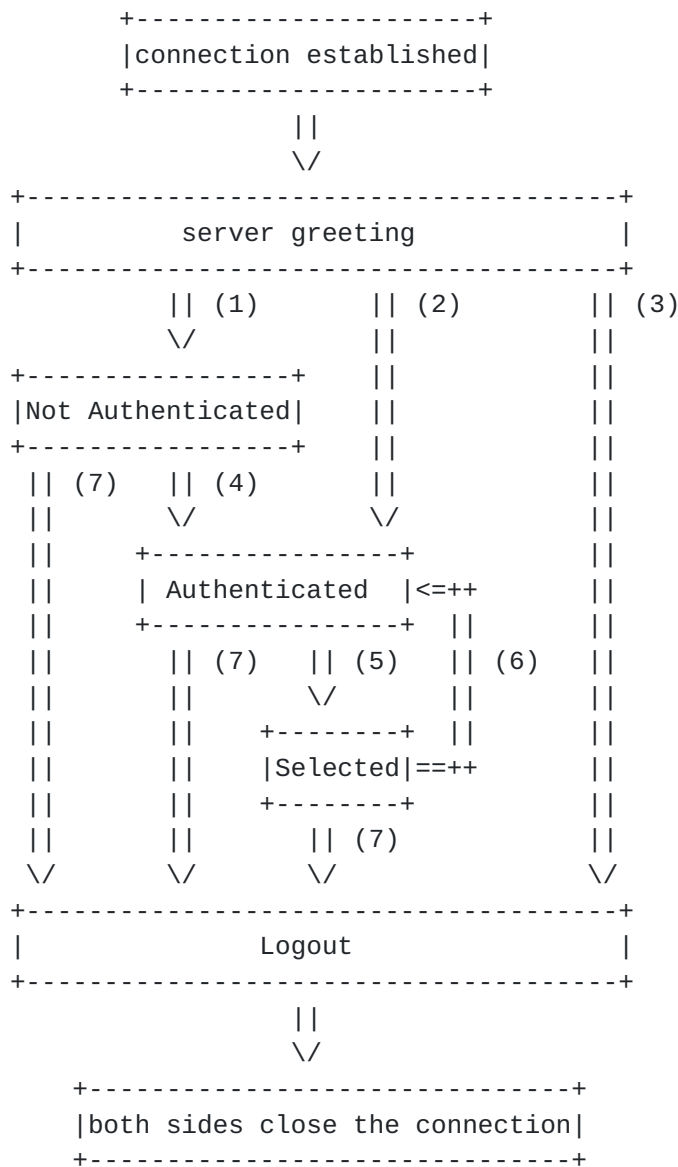 connection established
server greeting
(1) (2) (3)
Not Authenticated
(7) (4)
Authenticated
(7) (5) (6)
Selected
(7)
Logout
both sides close the connection